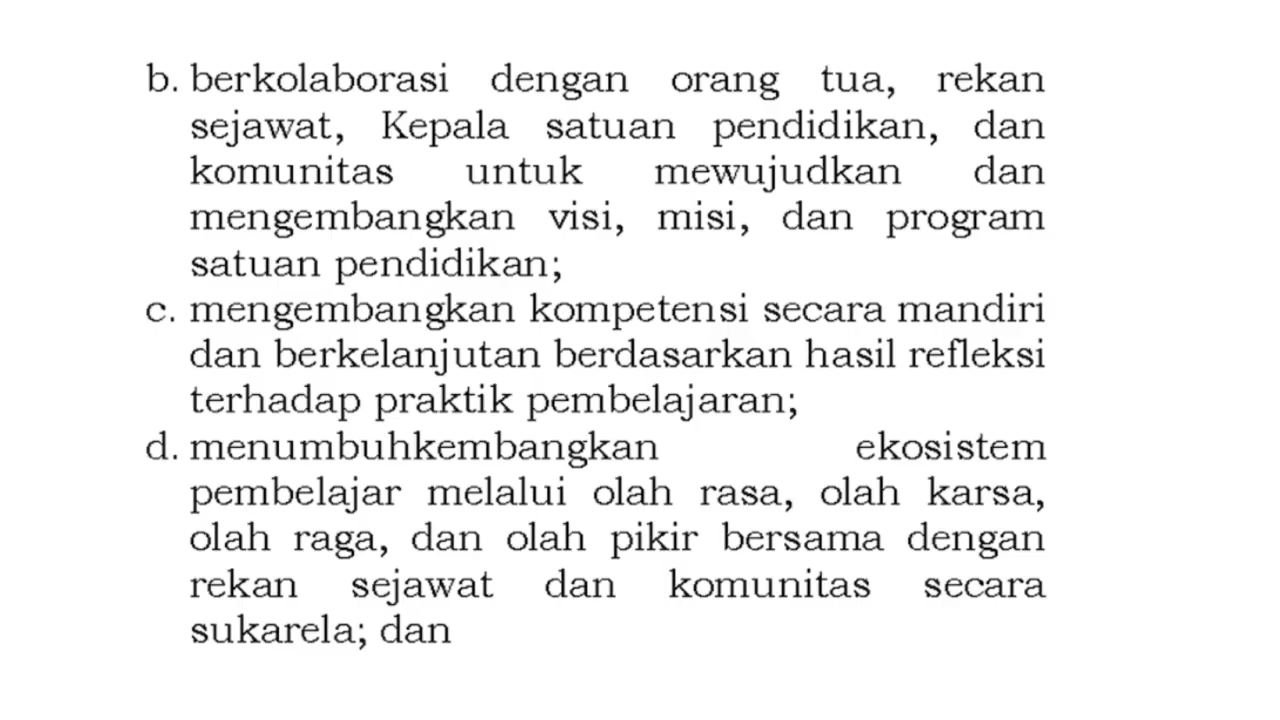 b. berkolaborasi dengan orang tua, rekan
sejawat, Kepala satuan pendidikan, dan
komunitas untuk mewujudkan dan
mengembangkan visi, misi, dan program
satuan pendidikan;
c. mengembangkan kompetensi secara mandiri
dan berkelanjutan berdasarkan hasil refleksi
terhadap praktik pembelajaran;
d. menumbuhkembangkan ekosistem
pembelajar melalui olah rasa, olah karsa,
olah raga, dan olah pikir bersama dengan
rekan sejawat dan komunitas secara
sukarela; dan